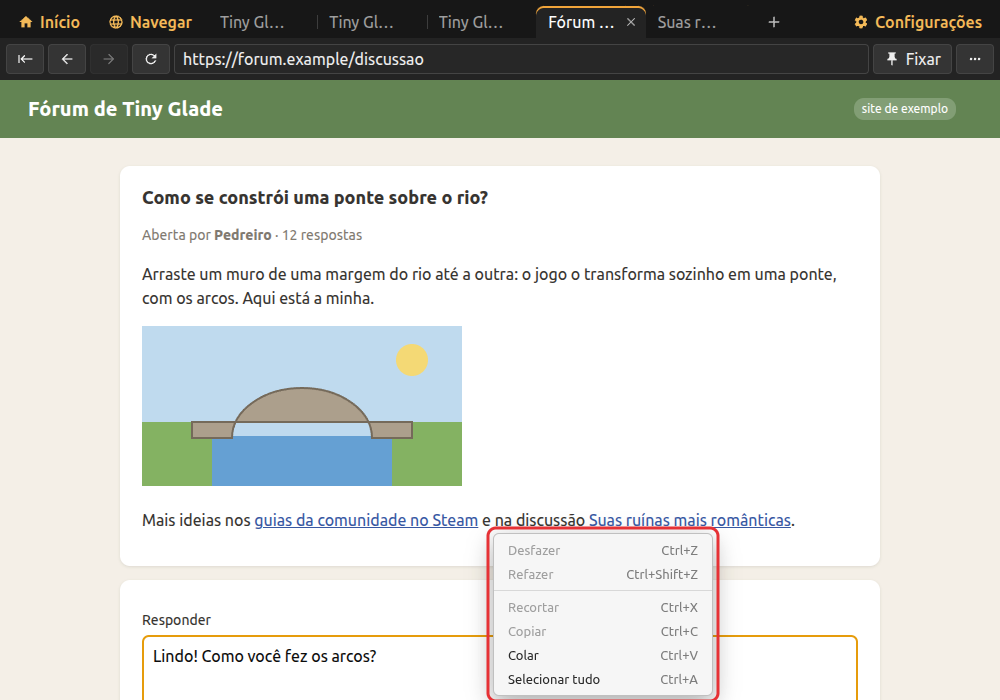 Início
Navegar
Tiny Gl…
Tiny Gl…
Tiny Gl…
Fórum …
Suas r…
Configurações
https://forum.example/discussao
Fixar
Fórum de Tiny Glade
site de exemplo
Como se constrói uma ponte sobre o rio?
Aberta por Pedreiro · 12 respostas
Arraste um muro de uma margem do rio até a outra: o jogo o transforma sozinho em uma ponte,
com os arcos. Aqui está a minha.
Mais ideias nos guias da comunidade no Steam e na discussão Suas ruínas mais românticas.
Desfazer Ctrl+Z
Refazer Ctrl+Shift+Z
Recortar Ctrl+X
Copiar Ctrl+C
Colar Ctrl+V
Selecionar tudo Ctrl+A
Responder
Lindo! Como você fez os arcos?